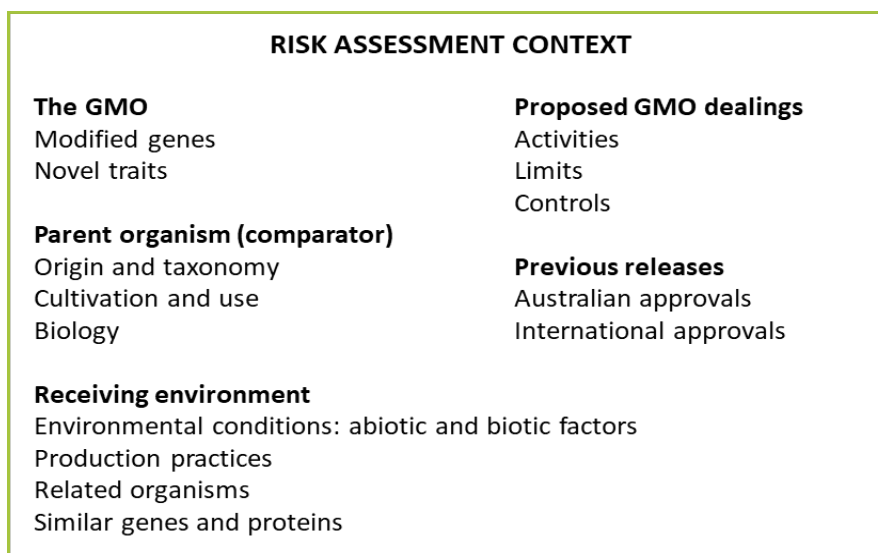 RISK ASSESSMENT CONTEXT
The GMO
Modified genes
Novel traits
Parent organism (comparator)
Origin and taxonomy
Cultivation and use
Biology
Proposed GMO dealings
Activities
Limits
Controls
Previous releases
Australian approvals
International approvals
Receiving environment
Environmental conditions: abiotic and biotic factors
Production practices
Related organisms
Similar genes and proteins